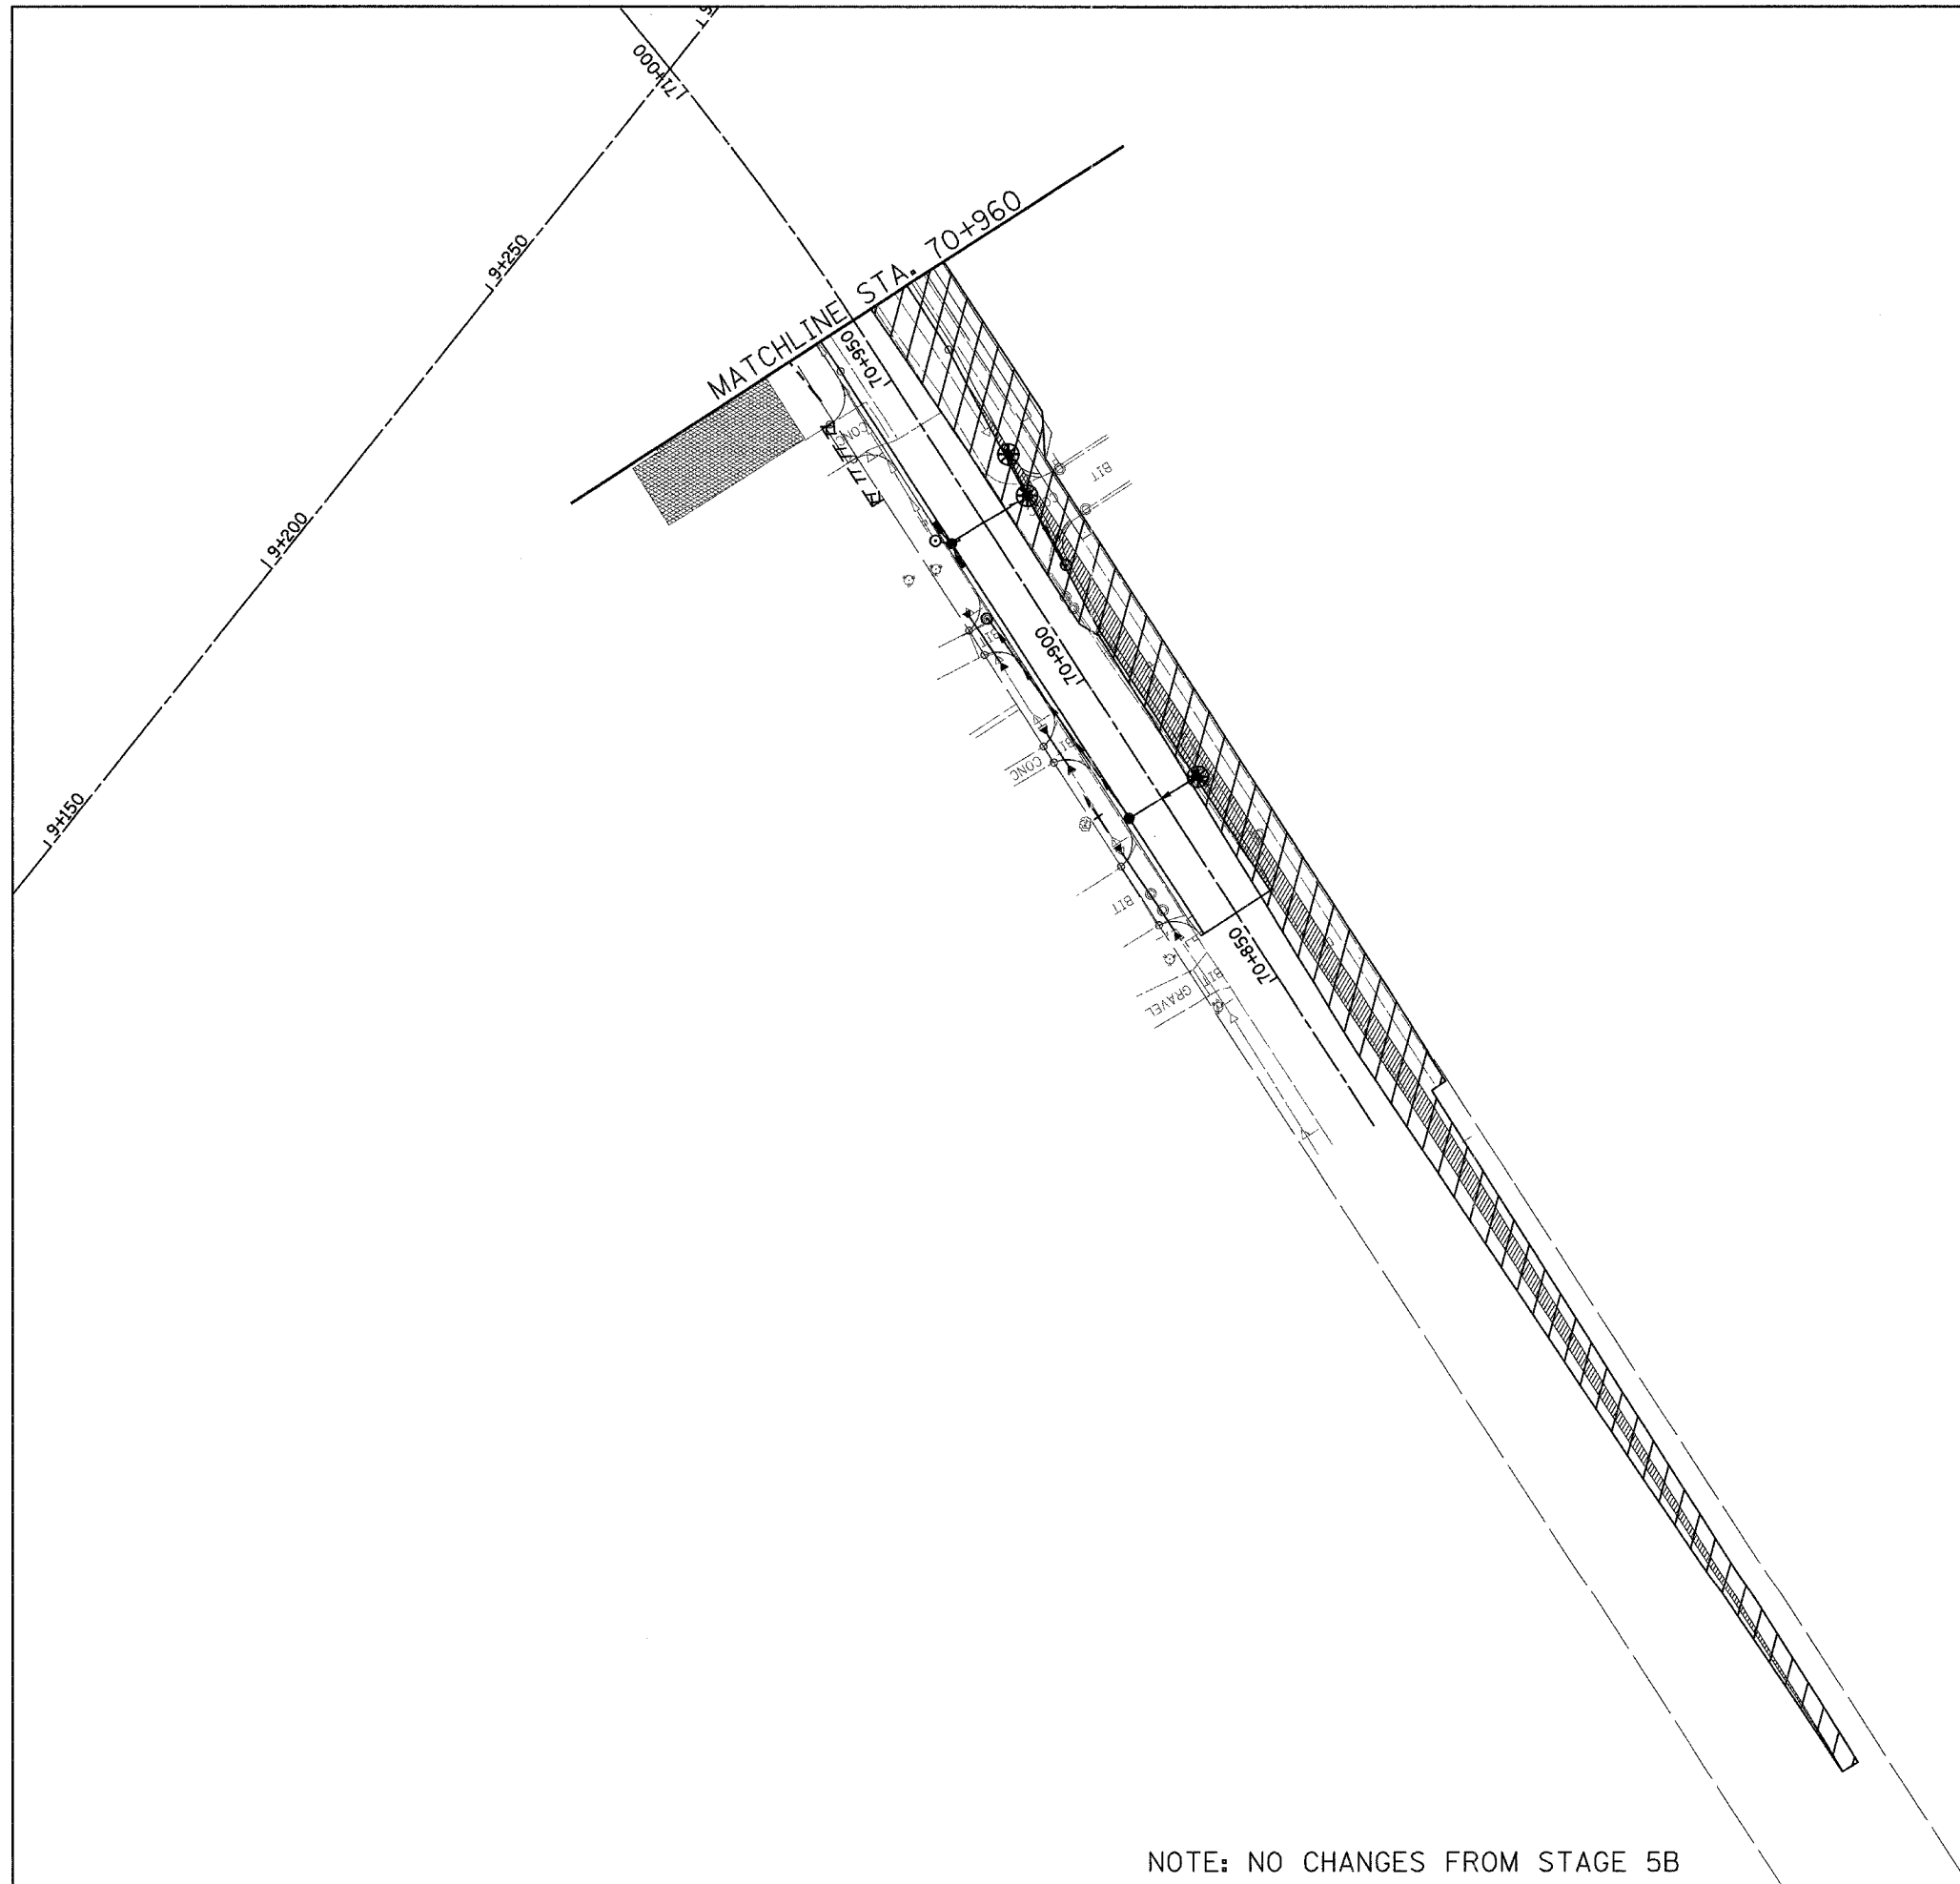 71+000
9+250
9+200
9+150
MATCHLINE STA. 70+960
70+950
CONC
BIT
70+900
CONC
BIT
70+850
BIT
GRAVEL
NOTE: NO CHANGES FROM STAGE 5B